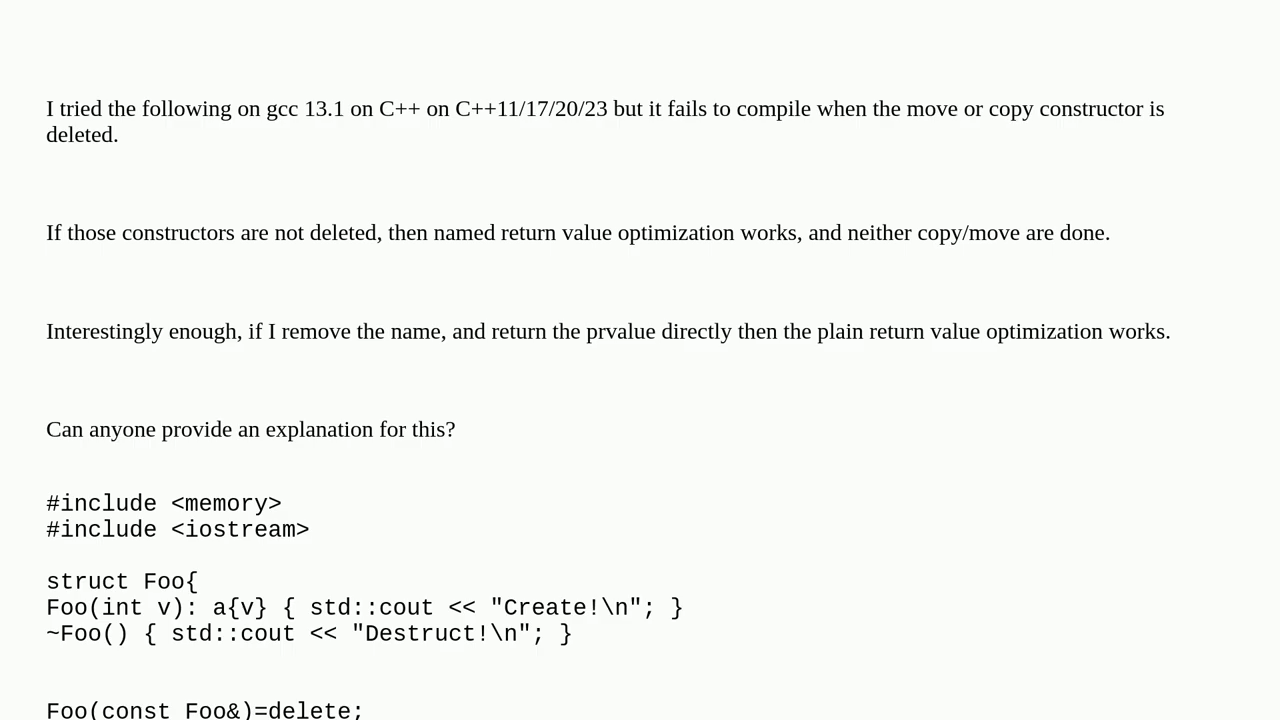 I tried the following on gcc 13.1 on C++ on C++11/17/20/23 but it fails to compile when the move or copy constructor is
deleted.
If those constructors are not deleted, then named return value optimization works, and neither copy/move are done.
Interestingly enough, if I remove the name, and return the prvalue directly then the plain return value optimization works.
Can anyone provide an explanation for this?
#include <memory>
#include <iostream>
struct Foo{
Foo(int v): a{v} { std::cout << "Create!\n"; }
~Foo() { std::cout << "Destruct!\n"; }
Foo(const Foo&)=delete;